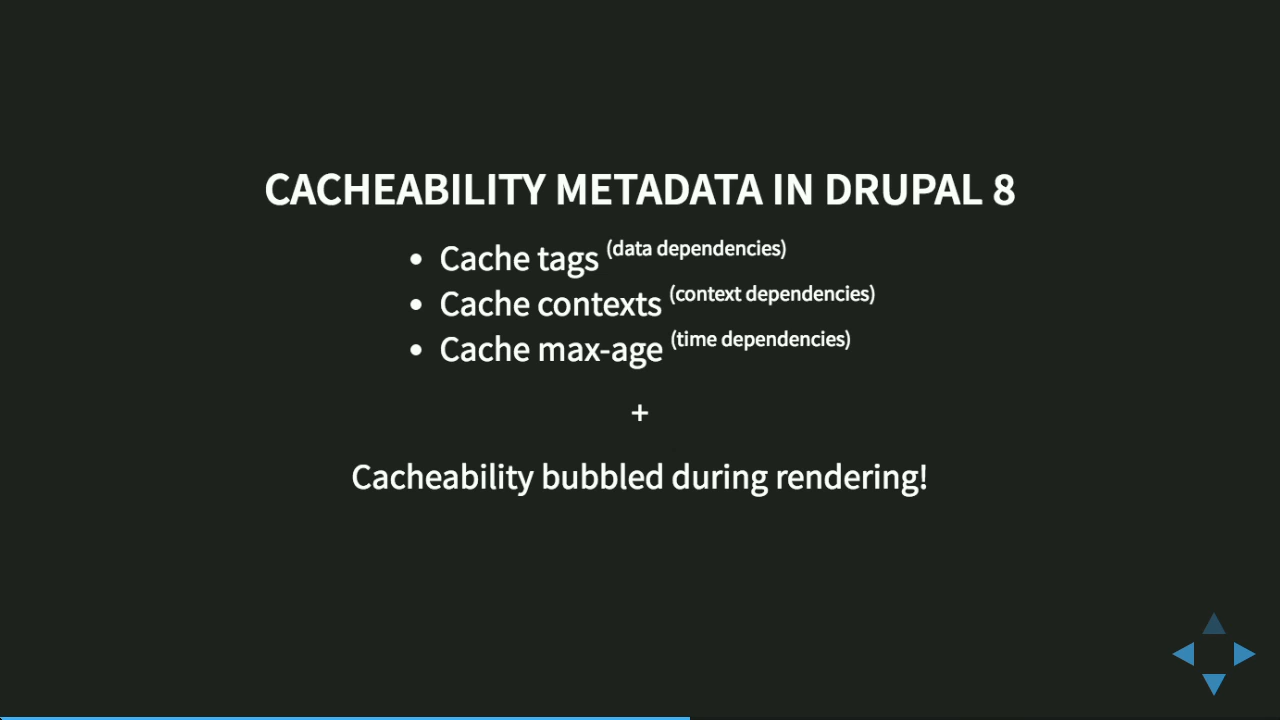 CACHEABILITY METADATA IN DRUPAL 8
• Cache tags (data dependencies)
• Cache contexts (context dependencies)
• Cache max-age (time dependencies)
+
Cacheability bubbled during rendering!